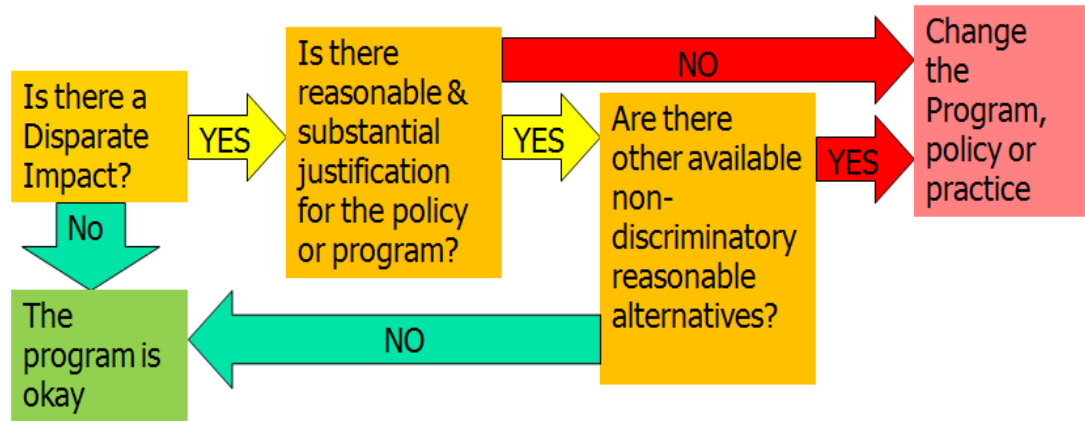 Is there a
Disparate
Impact?
YES
Is there
reasonable &
substantial
justification
for the policy
or program?
NO
YES
Are there
other available
non-
discriminatory
reasonable
alternatives?
YES
Change
the
Program,
policy or
practice
No
The
program is
okay
NO